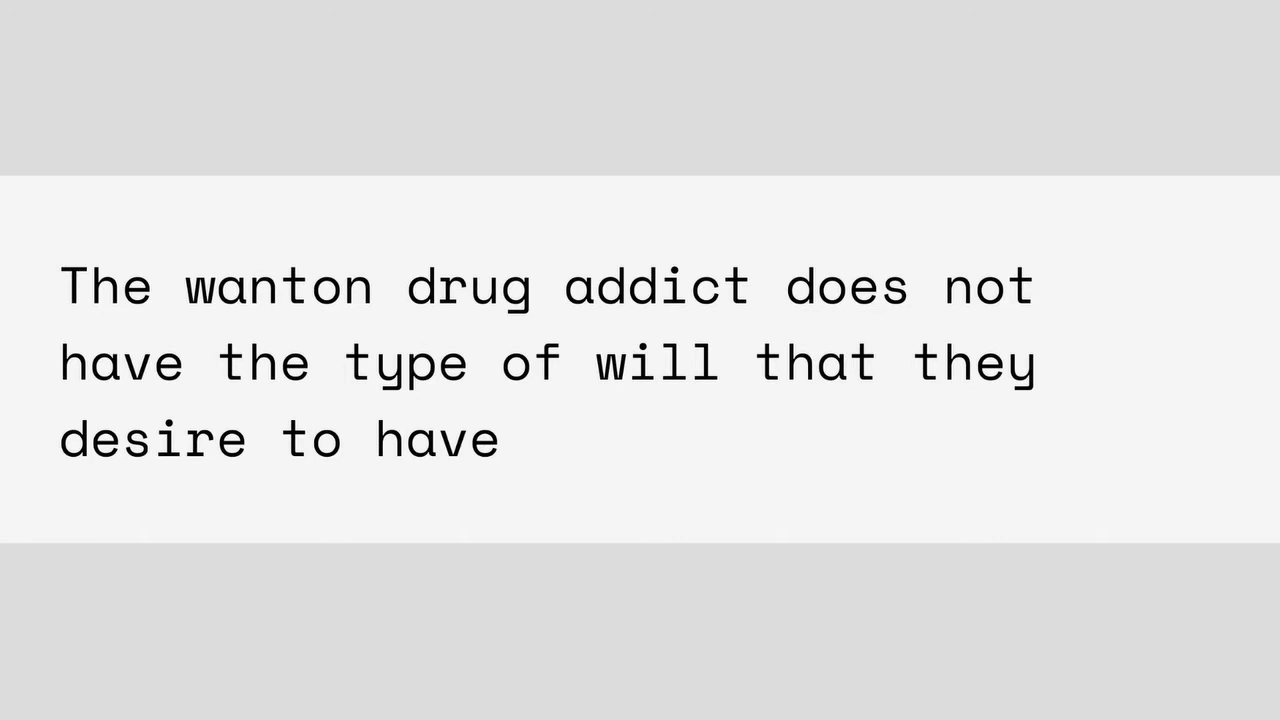 The wanton drug addict does not
have the type of will that they
desire to have